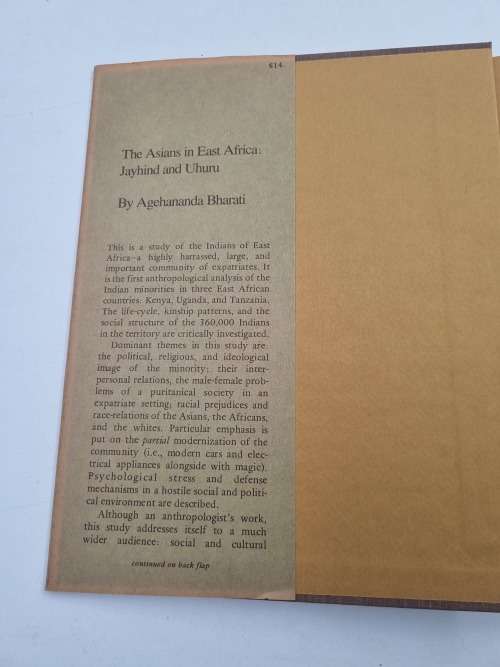 $14.
The Asians in East Africa:
Jayhind and Uhuru
By Agehananda Bharati
This is a study of the Indians of East
Africa—a highly harrassed, large, and
important community of expatriates. It
is the first anthropological analysis of the
Indian minorities in three East African
countries: Kenya, Uganda, and Tanzania.
The life-cycle, kinship patterns, and the
social structure of the 360,000 Indians
in the territory are critically investigated.
Dominant themes in this study are:
the political, religious, and ideological
image of the minority; their inter-
personal relations, the male-female prob-
lems of a puritanical society in an
expatriate setting; racial prejudices and
race-relations of the Asians, the Africans,
and the whites. Particular emphasis is
put on the partial modernization of the
community (i.e., modern cars and elec-
trical appliances alongside with magic).
Psychological stress and defense
mechanisms in a hostile social and politi-
cal environment are described.
Although an anthropologist's work,
this study addresses itself to a much
wider audience: social and cultural
continued on back flap